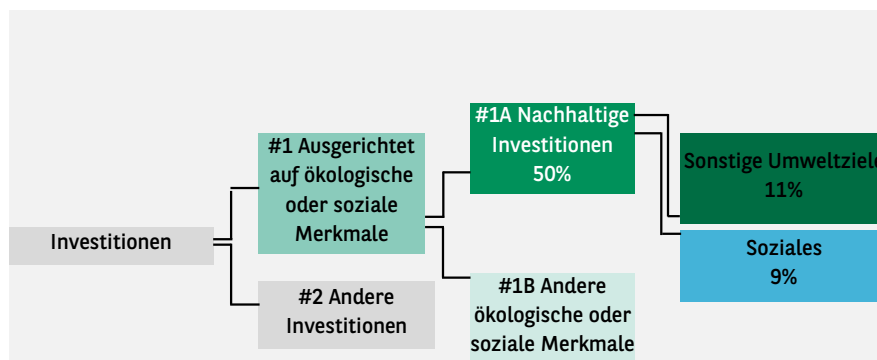 Investitionen
#1 Ausgerichtet
auf ökologische
oder soziale
Merkmale
#2 Andere
Investitionen
#1A Nachhaltige
Investitionen
50%
#1B Andere
ökologische oder
soziale Merkmale
Sonstige Umweltziele
11%
Soziales
9%